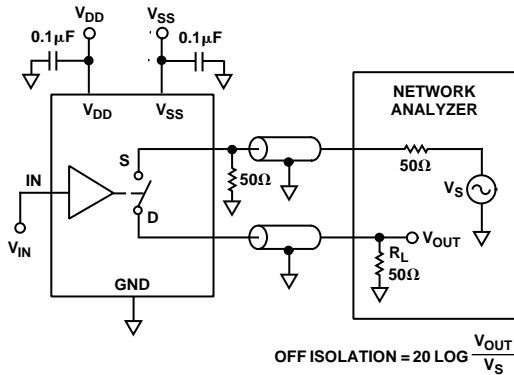 VDD
VSS
0.1µF
0.1µF
VDD
VSS
NETWORK
ANALYZER
S
50Ω
50Ω
VS
IN
D
VIN
VOUT
RL
50Ω
GND
OFF ISOLATION = 20 LOG VOUT
VS